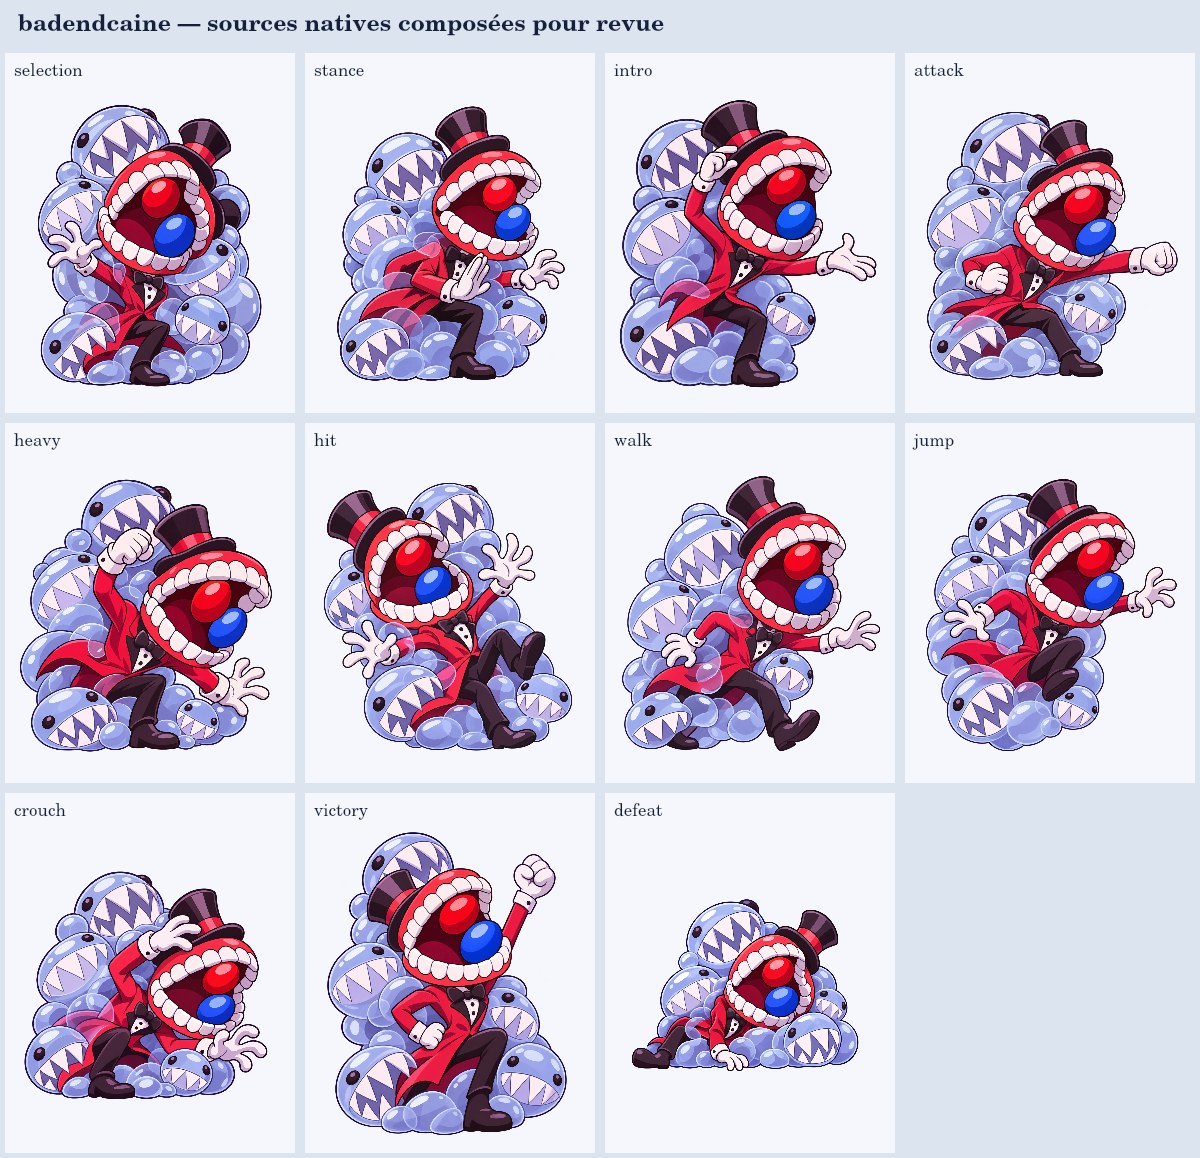 badendcaine — sources natives composées pour revue
selection
stance
intro
attack
heavy
hit
walk
jump
crouch
victory
defeat